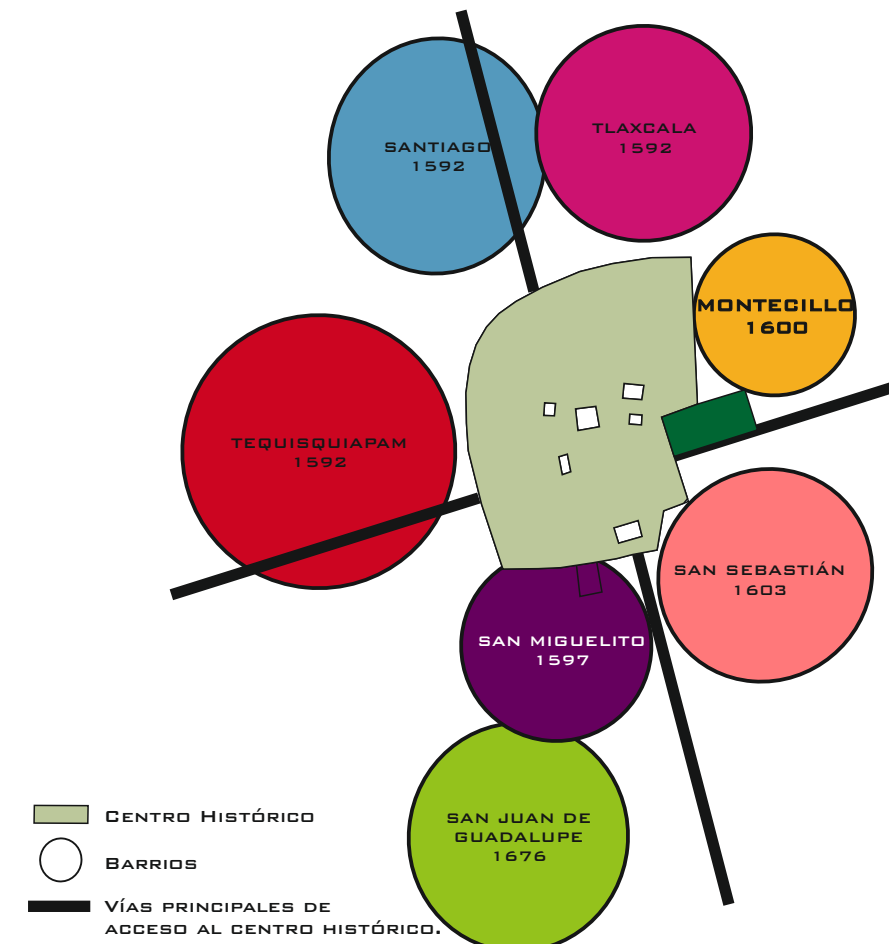 SANTIAGO
1592
TLAXCALA
1592
MONTECILLO
1600
TEQUISQUIAPAM
1592
SAN SEBASTIÁN
1603
SAN MIGUELITO
1597
SAN JUAN DE
GUADALUPE
1676
CENTRO HISTÓRICO
BARRIOS
VÍAS PRINCIPALES DE
ACCESO AL CENTRO HISTÓRICO.